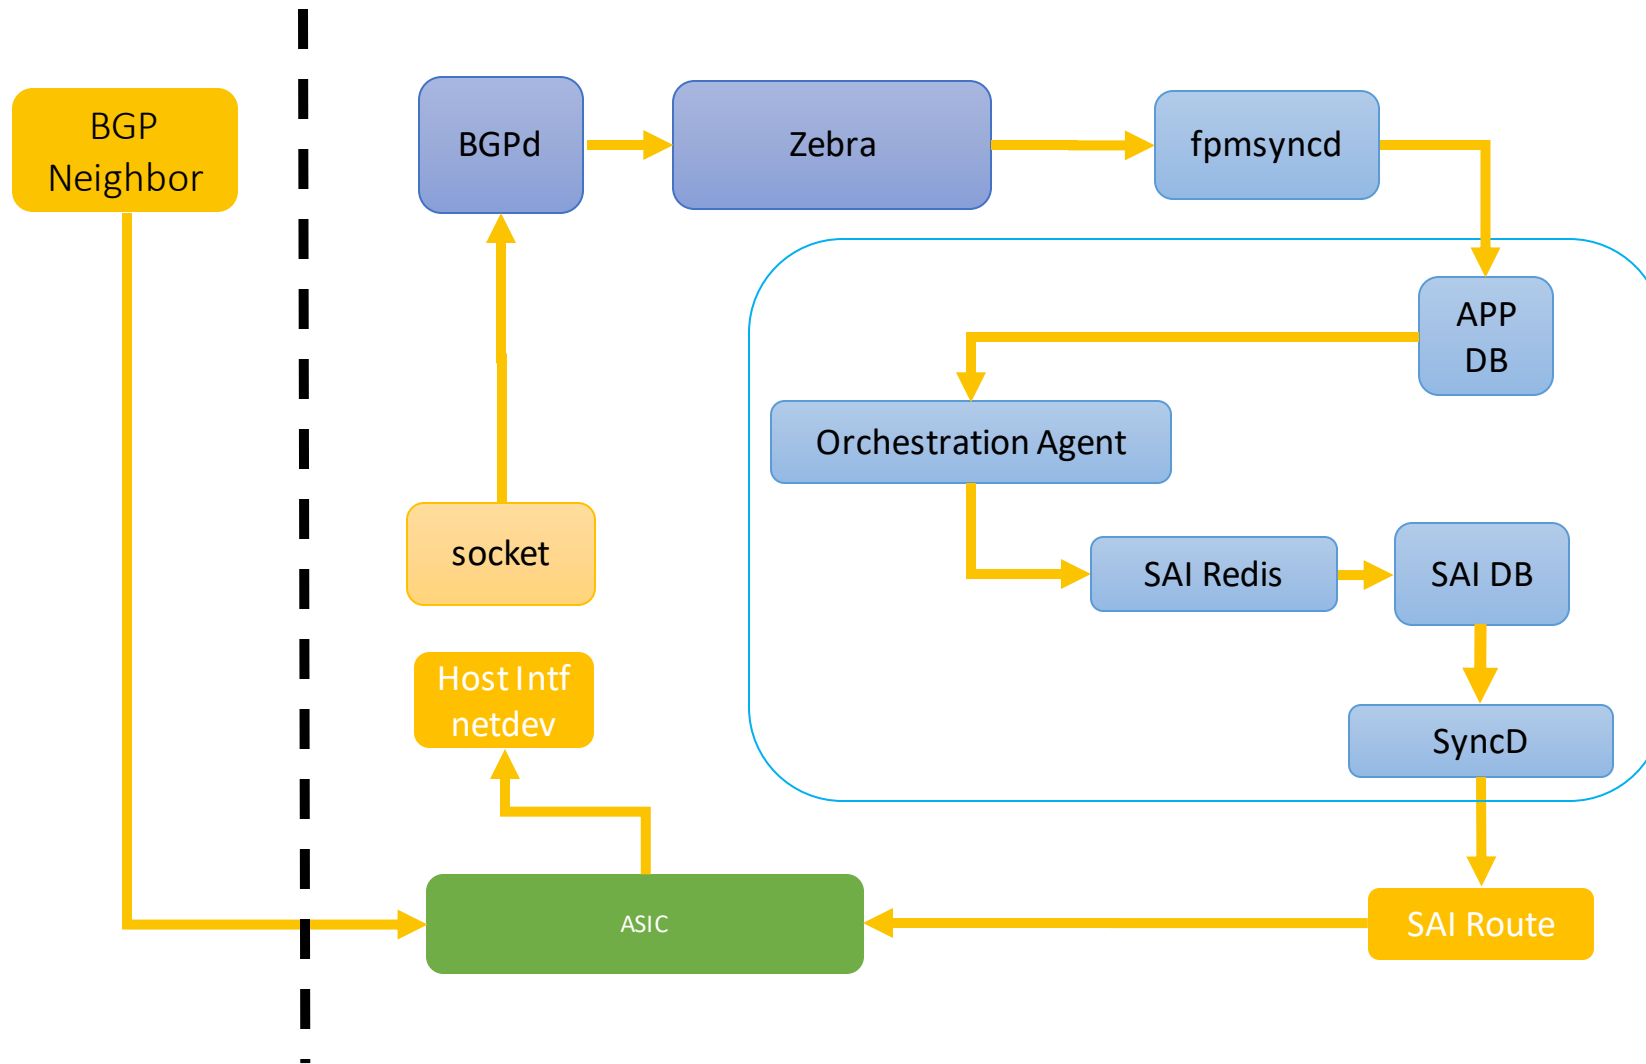 BGP
Neighbor
BGPd
Zebra
fpmsyncd
APP
DB
Orchestration Agent
socket
SAI Redis
SAI DB
Host Intf
netdev
SyncD
ASIC
SAI Route